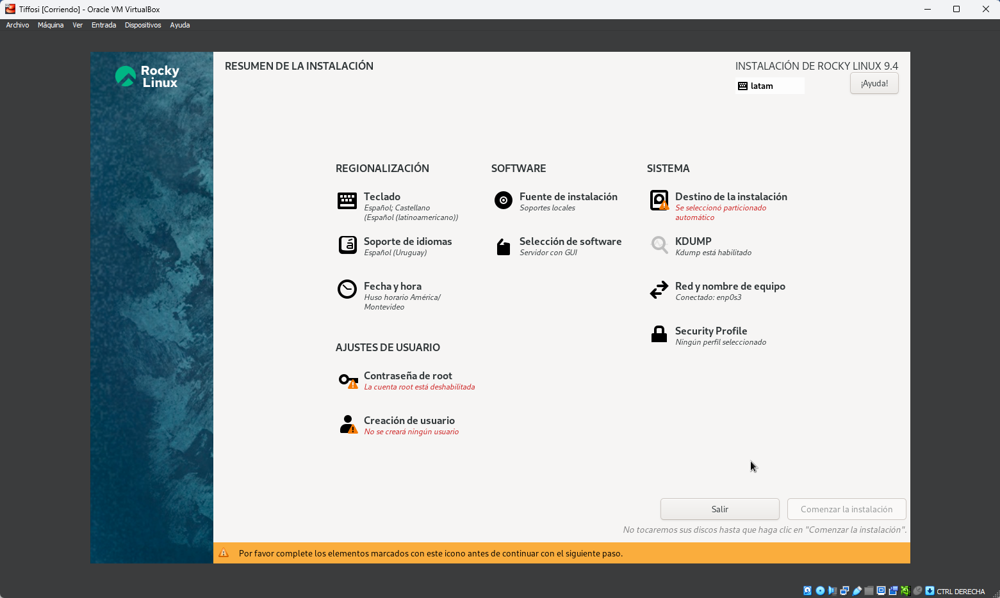 Tiffosi [Corriendo] - Oracle VM VirtualBox
Archivo Máquina Ver Entrada Dispositivos Ayuda
Rocky
Linux
RESUMEN DE LA INSTALACIÓN
INSTALACIÓN DE ROCKY LINUX 9.4
latam
¡Ayuda!
REGIONALIZACIÓN
Teclado
Español; Castellano
(Español (latinoamericano))
Soporte de idiomas
Español (Uruguay)
Fecha y hora
Huso horario América/
Montevideo
SOFTWARE
Fuente de instalación
Soportes locales
Selección de software
Servidor con GUI
SISTEMA
Destino de la instalación
Se seleccionó particionado
automático
KDUMP
Kdump está habilitado
Red y nombre de equipo
Conectado: enp0s3
Security Profile
Ningún perfil seleccionado
AJUSTES DE USUARIO
Contraseña de root
La cuenta root está deshabilitada
Creación de usuario
No se creará ningún usuario
Salir
Comenzar la instalación
No tocaremos sus discos hasta que haga clic en "Comenzar la instalación".
Por favor complete los elementos marcados con este icono antes de continuar con el siguiente paso.
CTRL DERECHA